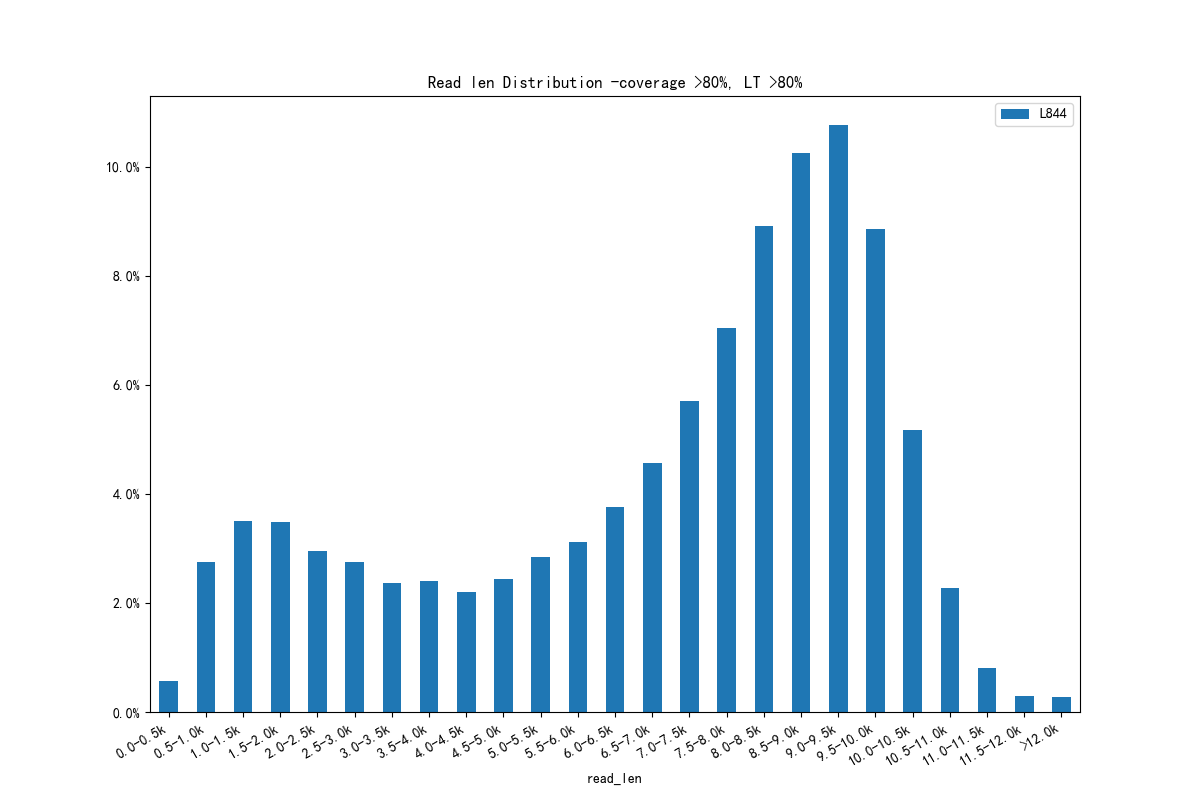 Read len Distribution -coverage >80%, LT >80%
L844
10.0%
8.0%
6.0%
4.0%
2.0%
0.0%
0.0-0.5k
0.5-1.0k
1.0-1.5k
1.5-2.0k
2.0-2.5k
2.5-3.0k
3.0-3.5k
3.5-4.0k
4.0-4.5k
4.5-5.0k
5.0-5.5k
5.5-6.0k
6.0-6.5k
6.5-7.0k
7.0-7.5k
7.5-8.0k
8.0-8.5k
8.5-9.0k
9.0-9.5k
9.5-10.0k
10.0-10.5k
10.5-11.0k
11.0-11.5k
11.5-12.0k
>12.0k
read_len